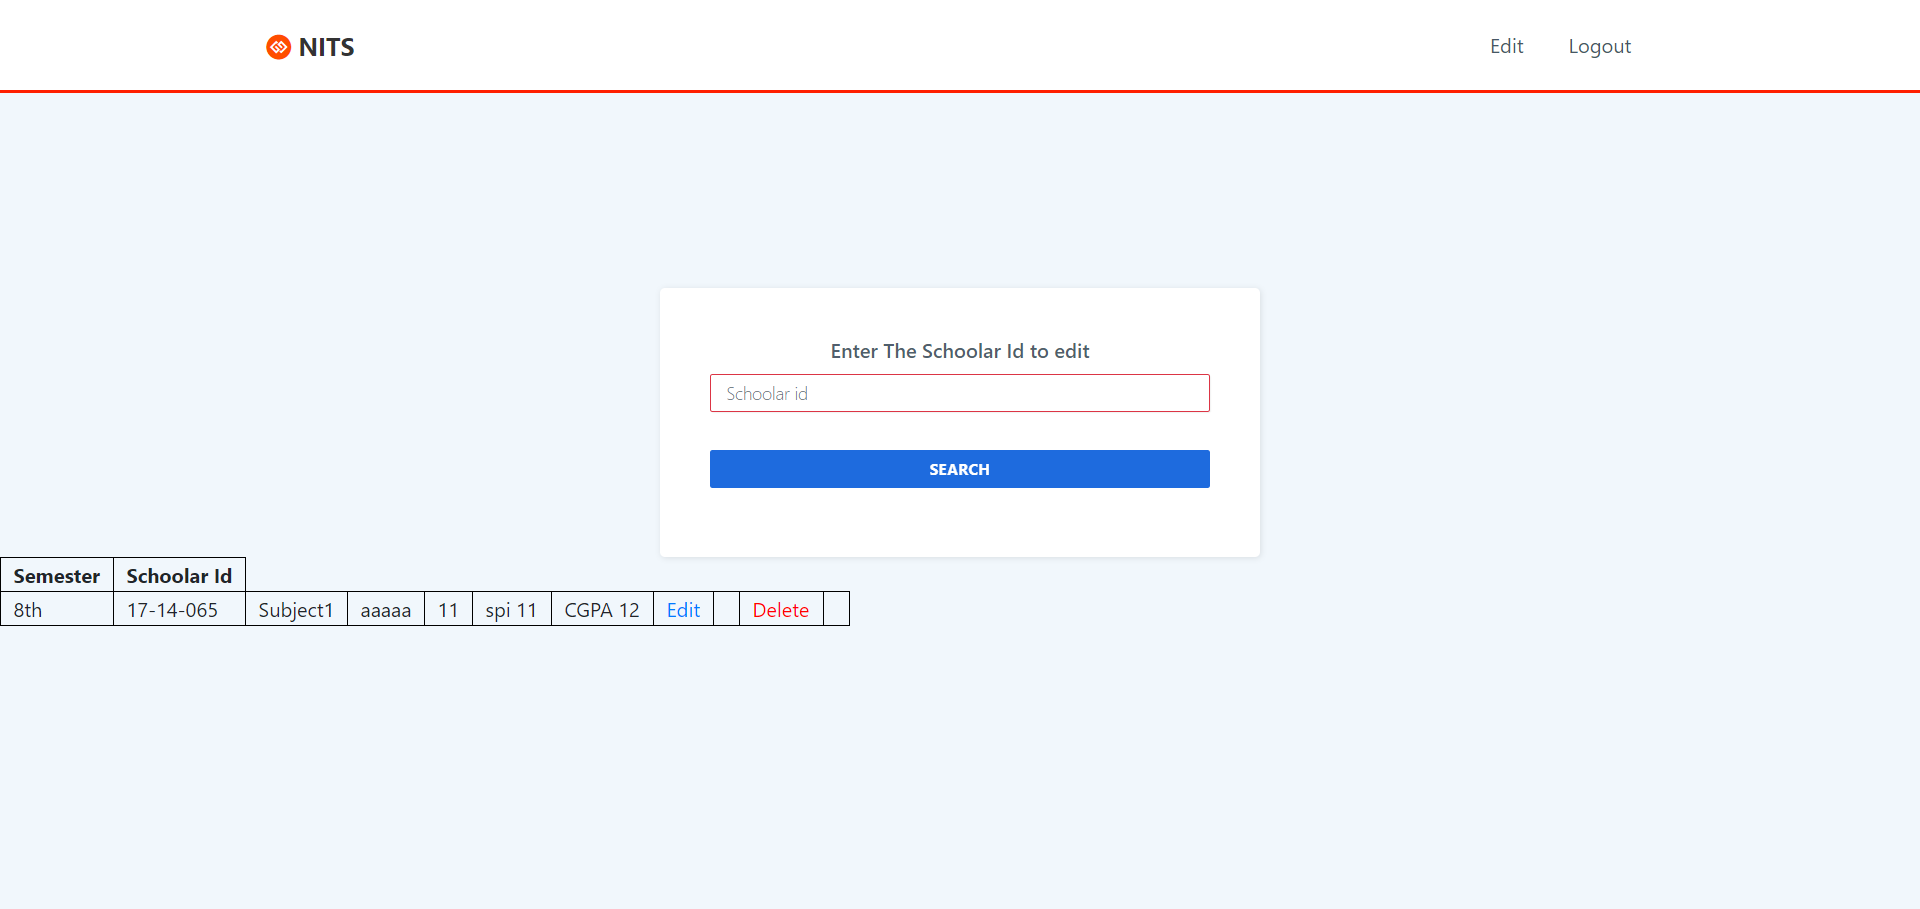 NITS Edit Logout
Enter The Schoolar Id to edit
Schoolar id
SEARCH
Semester Schoolar Id
8th 17-14-065 Subject1 aaaaa 11 spi 11 CGPA 12 Edit Delete